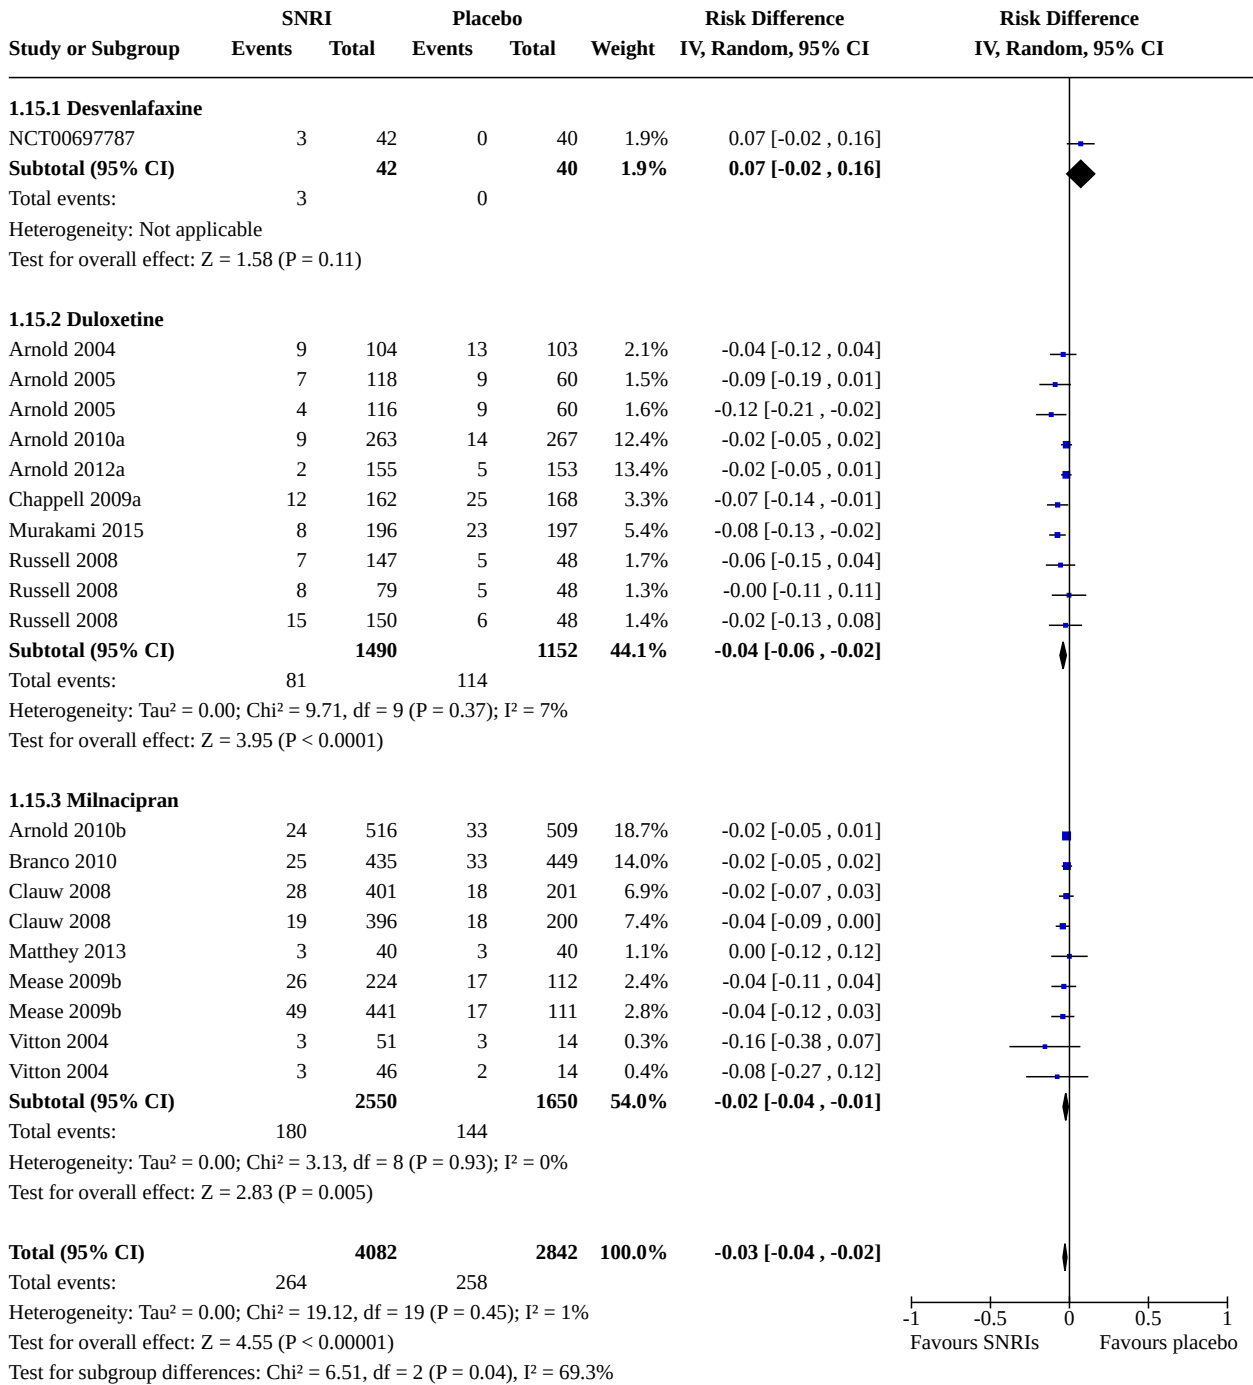 SNRI Placebo Risk Difference Risk Difference
Study or Subgroup Events Total Events Total Weight IV, Random, 95% CI IV, Random, 95% CI
1.15.1 Desvenlafaxine
NCT00697787 3 42 0 40 1.9% 0.07 [-0.02 , 0.16]
Subtotal (95% CI) 42 40 1.9% 0.07 [-0.02 , 0.16]
Total events: 3 0
Heterogeneity: Not applicable
Test for overall effect: Z = 1.58 (P = 0.11)
1.15.2 Duloxetine
Arnold 2004 9 104 13 103 2.1% -0.04 [-0.12 , 0.04]
Arnold 2005 7 118 9 60 1.5% -0.09 [-0.19 , 0.01]
Arnold 2005 4 116 9 60 1.6% -0.12 [-0.21 , -0.02]
Arnold 2010a 9 263 14 267 12.4% -0.02 [-0.05 , 0.02]
Arnold 2012a 2 155 5 153 13.4% -0.02 [-0.05 , 0.01]
Chappell 2009a 12 162 25 168 3.3% -0.07 [-0.14 , -0.01]
Murakami 2015 8 196 23 197 5.4% -0.08 [-0.13 , -0.02]
Russell 2008 7 147 5 48 1.7% -0.06 [-0.15 , 0.04]
Russell 2008 8 79 5 48 1.3% -0.00 [-0.11 , 0.11]
Russell 2008 15 150 6 48 1.4% -0.02 [-0.13 , 0.08]
Subtotal (95% CI) 1490 1152 44.1% -0.04 [-0.06 , -0.02]
Total events: 81 114
Heterogeneity: Tau² = 0.00; Chi² = 9.71, df = 9 (P = 0.37); I² = 7%
Test for overall effect: Z = 3.95 (P < 0.0001)
1.15.3 Milnacipran
Arnold 2010b 24 516 33 509 18.7% -0.02 [-0.05 , 0.01]
Branco 2010 25 435 33 449 14.0% -0.02 [-0.05 , 0.02]
Clauw 2008 28 401 18 201 6.9% -0.02 [-0.07 , 0.03]
Clauw 2008 19 396 18 200 7.4% -0.04 [-0.09 , 0.00]
Matthey 2013 3 40 3 40 1.1% 0.00 [-0.12 , 0.12]
Mease 2009b 26 224 17 112 2.4% -0.04 [-0.11 , 0.04]
Mease 2009b 49 441 17 111 2.8% -0.04 [-0.12 , 0.03]
Vitton 2004 3 51 3 14 0.3% -0.16 [-0.38 , 0.07]
Vitton 2004 3 46 2 14 0.4% -0.08 [-0.27 , 0.12]
Subtotal (95% CI) 2550 1650 54.0% -0.02 [-0.04 , -0.01]
Total events: 180 144
Heterogeneity: Tau² = 0.00; Chi² = 3.13, df = 8 (P = 0.93); I² = 0%
Test for overall effect: Z = 2.83 (P = 0.005)
Total (95% CI) 4082 2842 100.0% -0.03 [-0.04 , -0.02]
Total events: 264 258
Heterogeneity: Tau² = 0.00; Chi² = 19.12, df = 19 (P = 0.45); I² = 1%
-1 -0.5 0 0.5 1
Test for overall effect: Z = 4.55 (P < 0.00001) Favours SNRIs Favours placebo
Test for subgroup differences: Chi² = 6.51, df = 2 (P = 0.04), I² = 69.3%